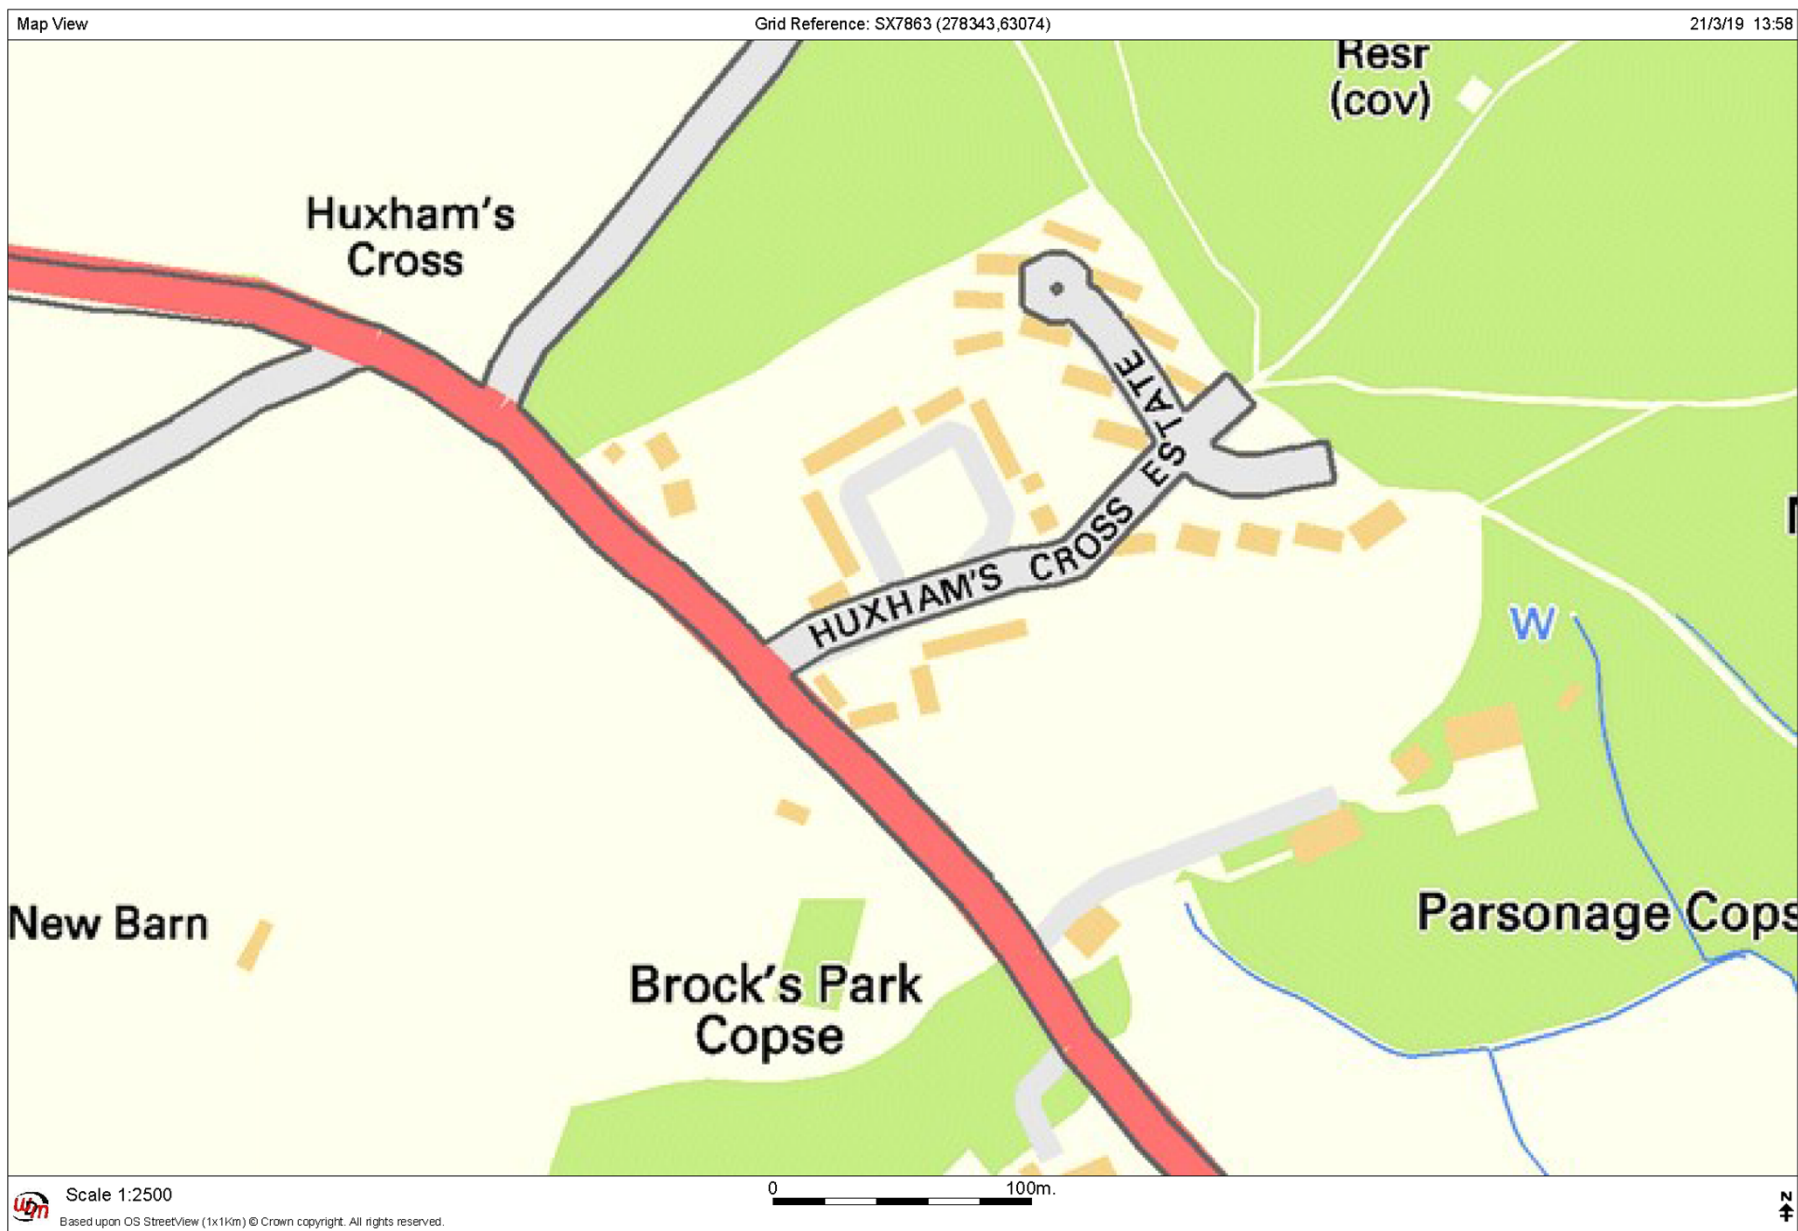 Map View
Grid Reference: SX7863 (278343,63074)
21/3/19 13:58
Resr
(cov)
Huxham's
Cross
HUXHAM'S CROSS ESTATE
W
New Barn
Parsonage Cops
Brock's Park
Copse
Scale 1:2500
0
100m.
N
wdm
Based upon OS StreetView (1x1Km) © Crown copyright. All rights reserved.